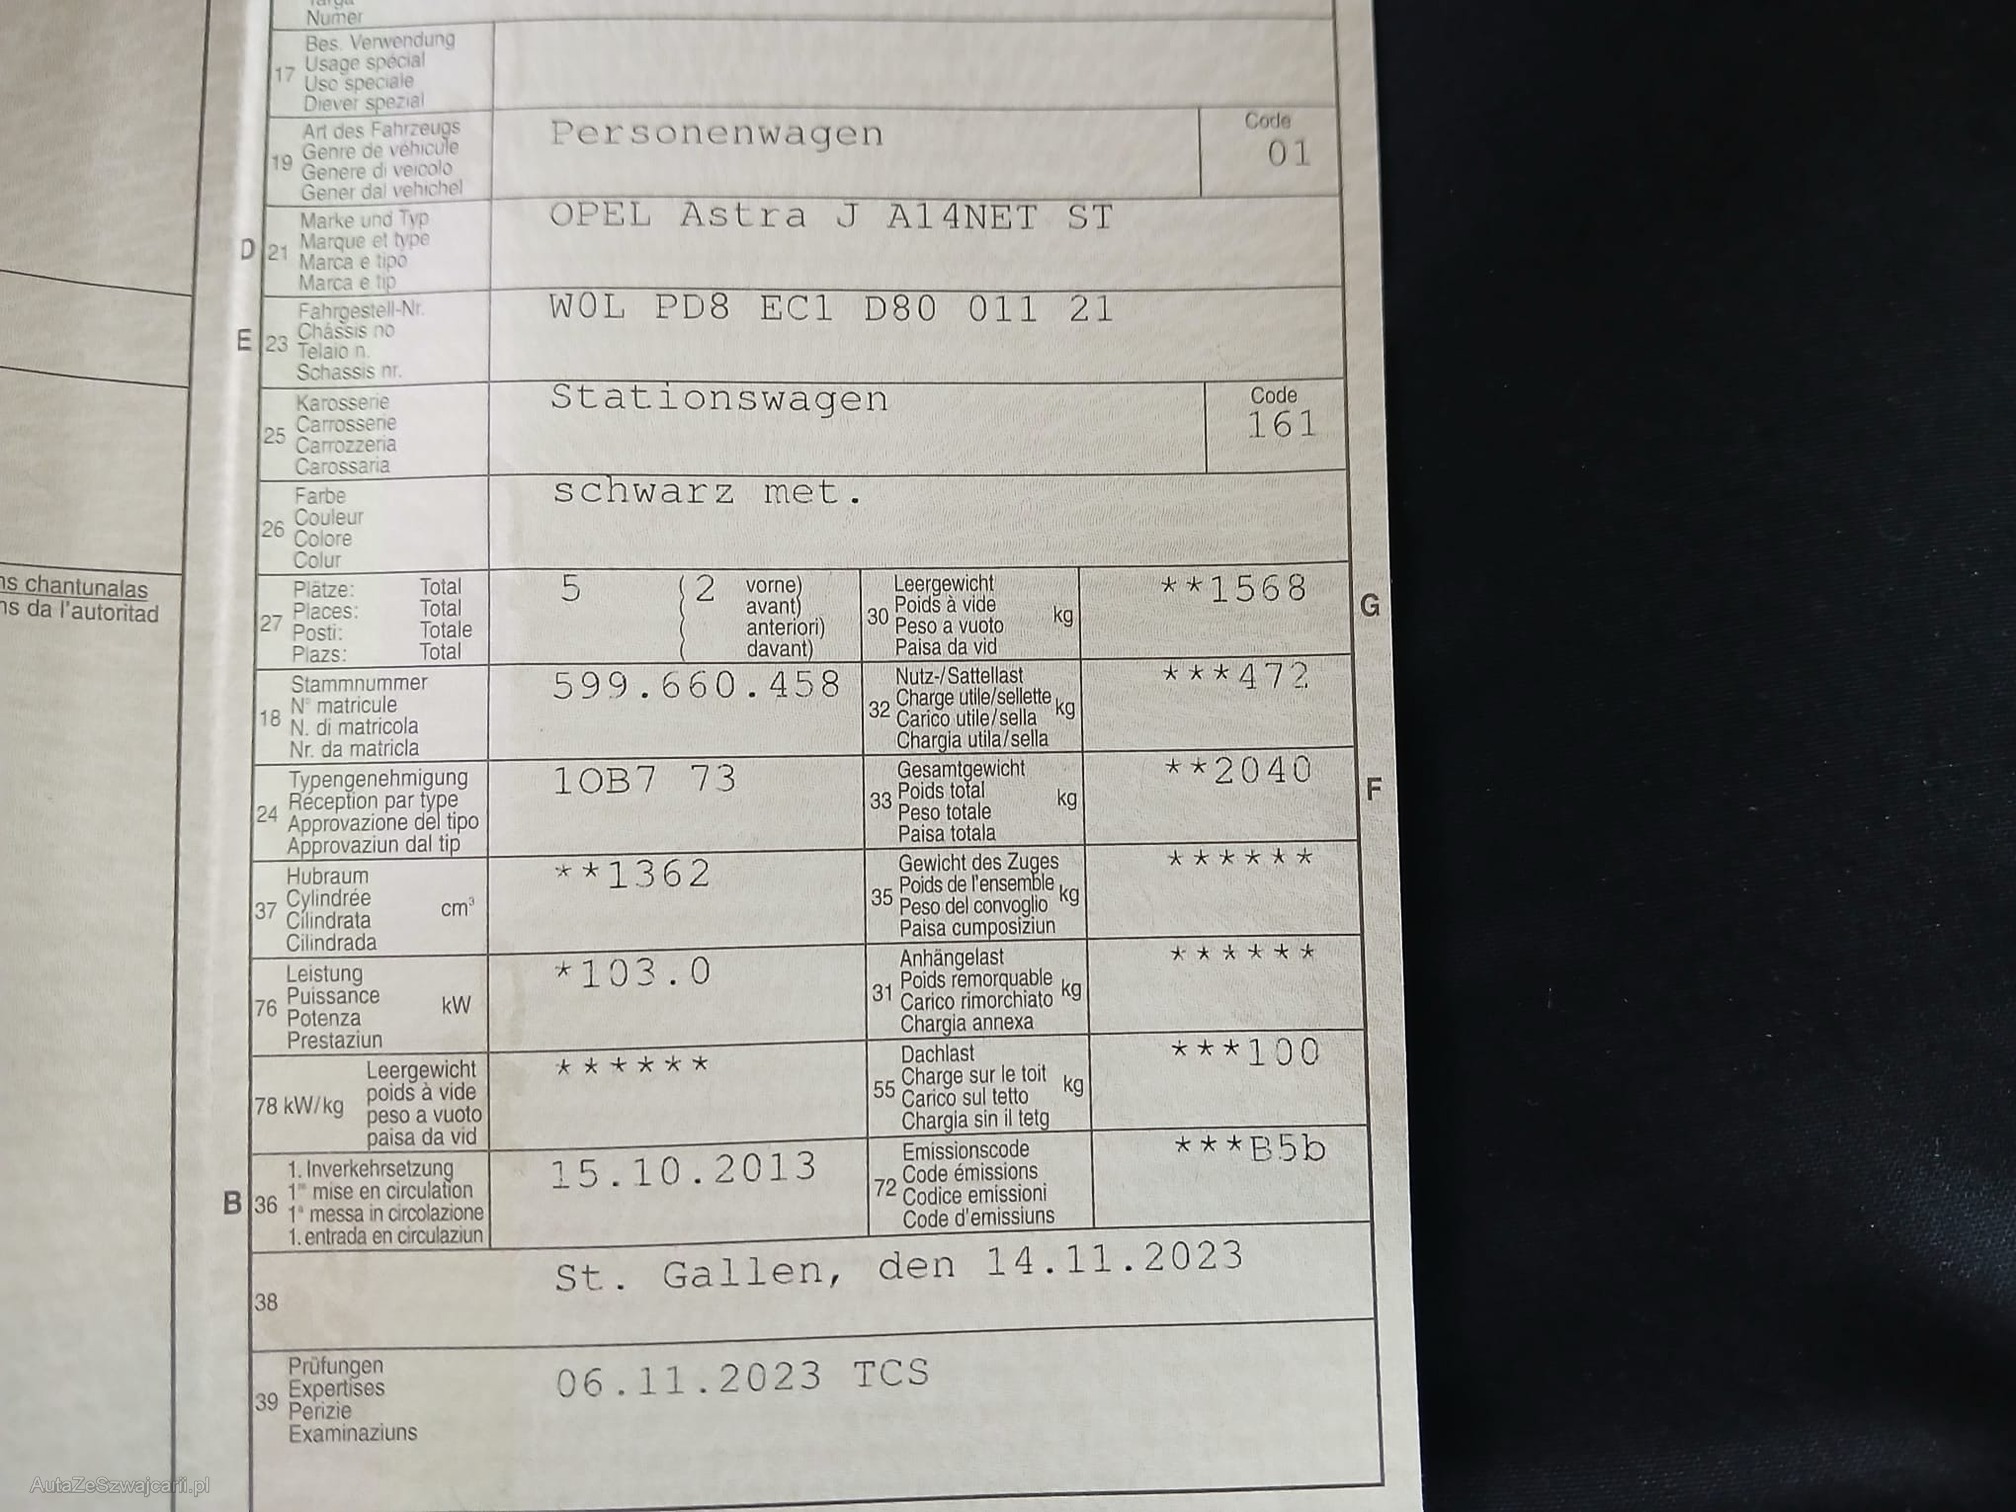 Numer
17
Bes. Verwendung
Usage spécial
Uso speciale
Diever spezial
19
Art des Fahrzeugs
Genre de véhicule
Genere di veicolo
Gener dal vehichel
Personenwagen
Code
01
D
21
Marke und Typ
Marque et type
Marca e tipo
Marca e tip
OPEL Astra J A14NET ST
E
23
Fahrgestell-Nr.
Châssis no
Telaio n.
Schassis nr.
W0L PD8 EC1 D80 011 21
25
Karosserie
Carrosserie
Carrozzeria
Carossaria
Stationswagen
Code
161
26
Farbe
Couleur
Colore
Colur
schwarz met.
27
Plätze: Total
Places: Total
Posti: Totale
Plazs: Total
5 (2 vorne)
( avant)
( anteriori)
( davant)
30
Leergewicht
Poids à vide
Peso a vuoto
Paisa da vid
kg
**1568
G
18
Stammnummer
N° matricule
N. di matricola
Nr. da matricla
599.660.458
32
Nutz-/Sattellast
Charge utile/sellette
Carico utile/sella
Chargia utila/sella
kg
***472
24
Typengenehmigung
Réception par type
Approvazione del tipo
Approvaziun dal tip
1OB7 73
33
Gesamtgewicht
Poids total
Peso totale
Paisa totala
kg
**2040
F
37
Hubraum
Cylindrée
Cilindrata
Cilindrada
cm³
**1362
35
Gewicht des Zuges
Poids de l'ensemble
Peso del convoglio
Paisa cumposiziun
kg
******
76
Leistung
Puissance
Potenza
Prestaziun
kW
*103.0
31
Anhängelast
Poids remorquable
Carico rimorchiato
Chargia annexa
kg
******
78 kW/kg
Leergewicht
poids à vide
peso a vuoto
paisa da vid
******
55
Dachlast
Charge sur le toit
Carico sul tetto
Chargia sin il tetg
kg
***100
B
36
1. Inverkehrsetzung
1re mise en circulation
1a messa in circolazione
1. entrada en circulaziun
15.10.2013
72
Emissionscode
Code émissions
Codice emissioni
Code d'emissiuns
***B5b
38
St. Gallen, den 14.11.2023
39
Prüfungen
Expertises
Perizie
Examinaziuns
06.11.2023 TCS
ns chantunalas
ns da l'autoritad
AutaZeSzwajcarii.pl